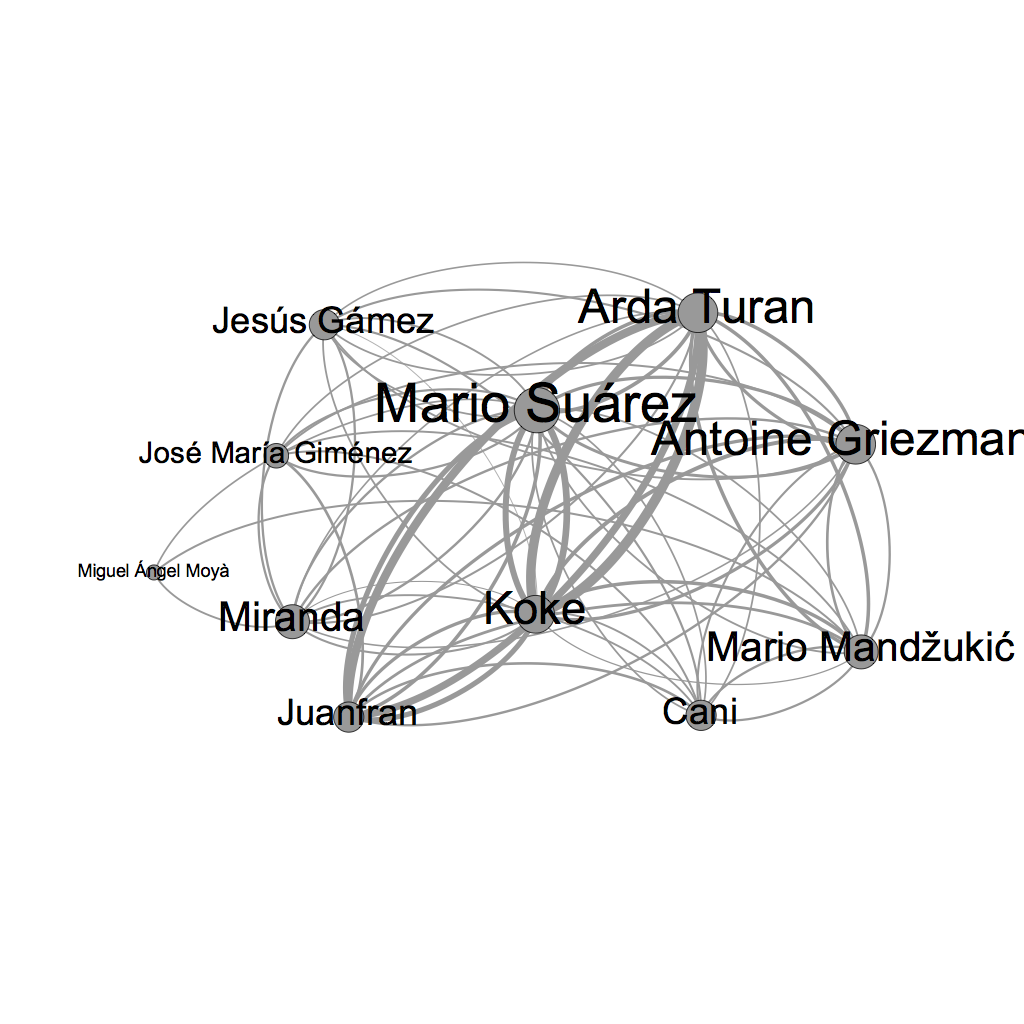 Arda Turan
Jesús Gámez
Mario Suárez
Antoine Griezman
José María Giménez
Miguel Ángel Moyà
Koke
Miranda
Mario Mandžukić
Juanfran
Cani